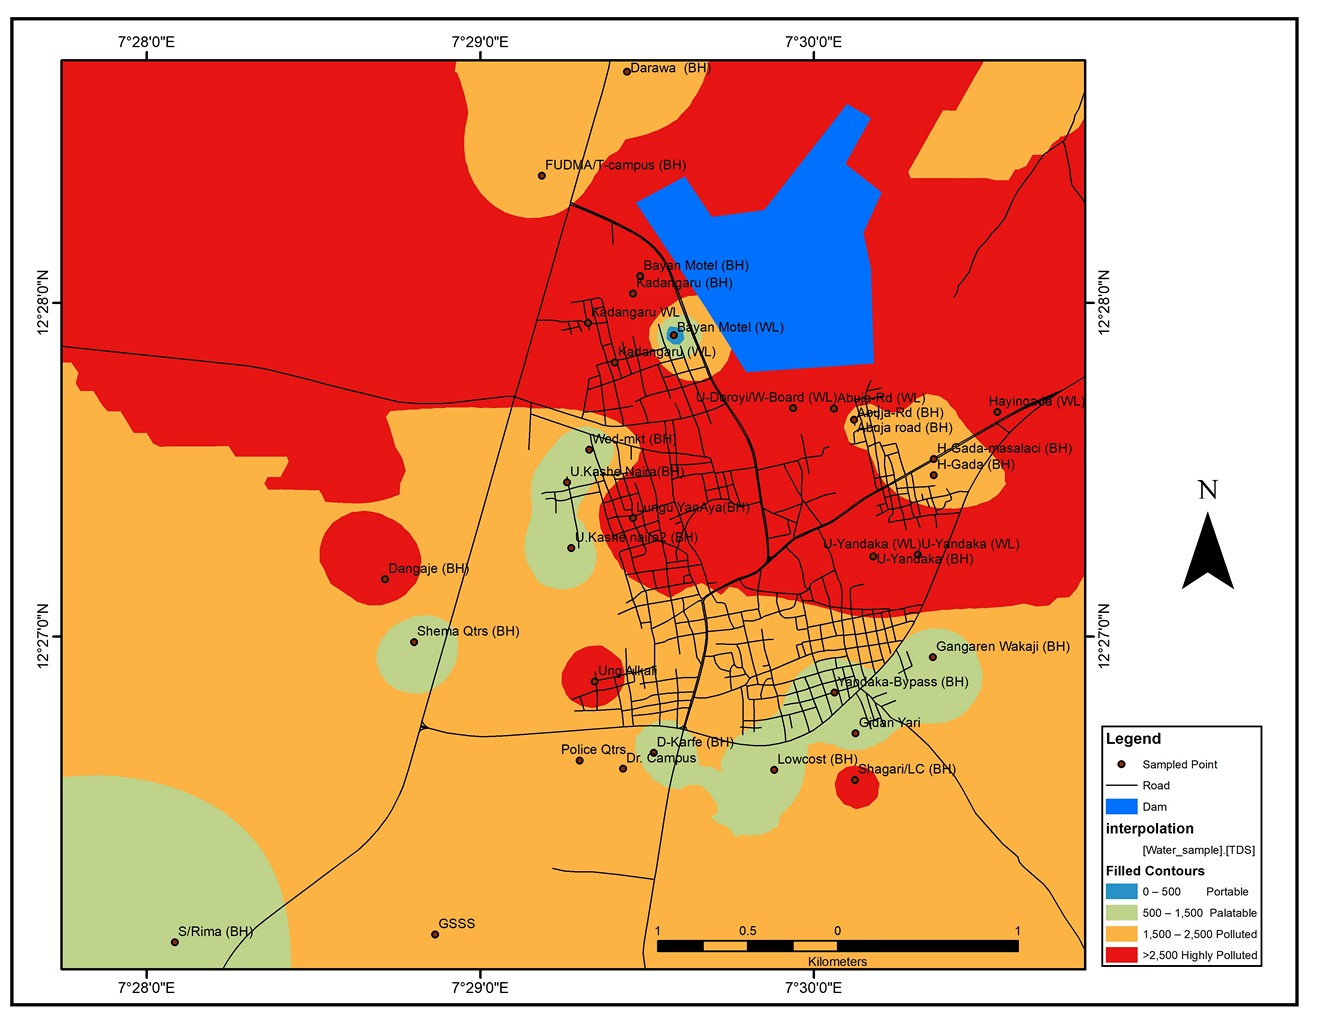 7°28'0"E
7°29'0"E
7°30'0"E
Darawa (BH)
FUDMA/T-campus (BH)
Bayan Motel (BH)
Kadangaru (BH)
12°28'0"N
12°28'0"N
Kadangaru WL
Bayan Motel (WL)
Kadangaru (WL)
U-Doroyi/W-Board (WL)
Abuja-Rd (WL)
Hayingada (WL)
Abuja-Rd (BH)
Abuja road (BH)
Wed-mkt (BH)
H-Gada-masalaci (BH)
H-Gada (BH)
U.Kashe Naira(BH)
N
Lungu YanAya(BH)
U.Kashe naira2 (BH)
U-Yandaka (WL)
U-Yandaka (WL)
U-Yandaka (BH)
Dangaje (BH)
12°27'0"N
12°27'0"N
Shema Qtrs (BH)
Gangaren Wakaji (BH)
Ung Alkali
Yandaka-Bypass (BH)
Gidan Yari
D-Karfe (BH)
Police Qtrs
Dr. Campus
Lowcost (BH)
Shagari/LC (BH)
S/Rima (BH)
GSSS
1
0.5
0
1
Kilometers
7°28'0"E
7°29'0"E
7°30'0"E
Legend
Sampled Point
Road
Dam
interpolation
[Water_sample].[TDS]
Filled Contours
0 – 500 Portable
500 – 1,500 Palatable
1,500 – 2,500 Polluted
>2,500 Highly Polluted